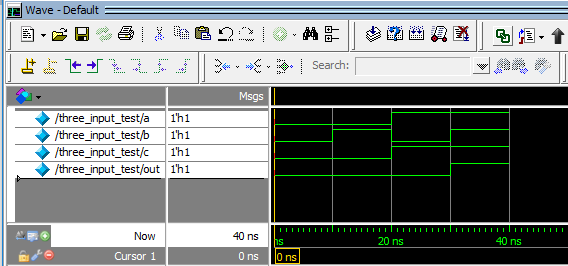 Wave - Default
Search:
Msgs
/three_input_test/a 1'h1
/three_input_test/b 1'h1
/three_input_test/c 1'h1
/three_input_test/out 1'h1
Now 40 ns ns 20 ns 40 ns
Cursor 1 0 ns 0 ns